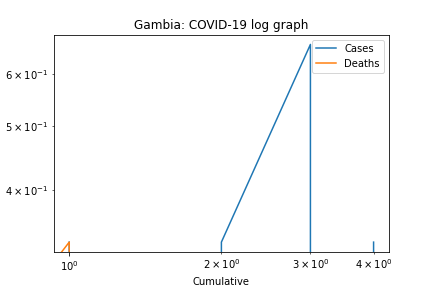 Gambia: COVID-19 log graph
Cases
Deaths
6 × 10⁻¹
5 × 10⁻¹
4 × 10⁻¹
10⁰
2 × 10⁰
3 × 10⁰
4 × 10⁰
Cumulative